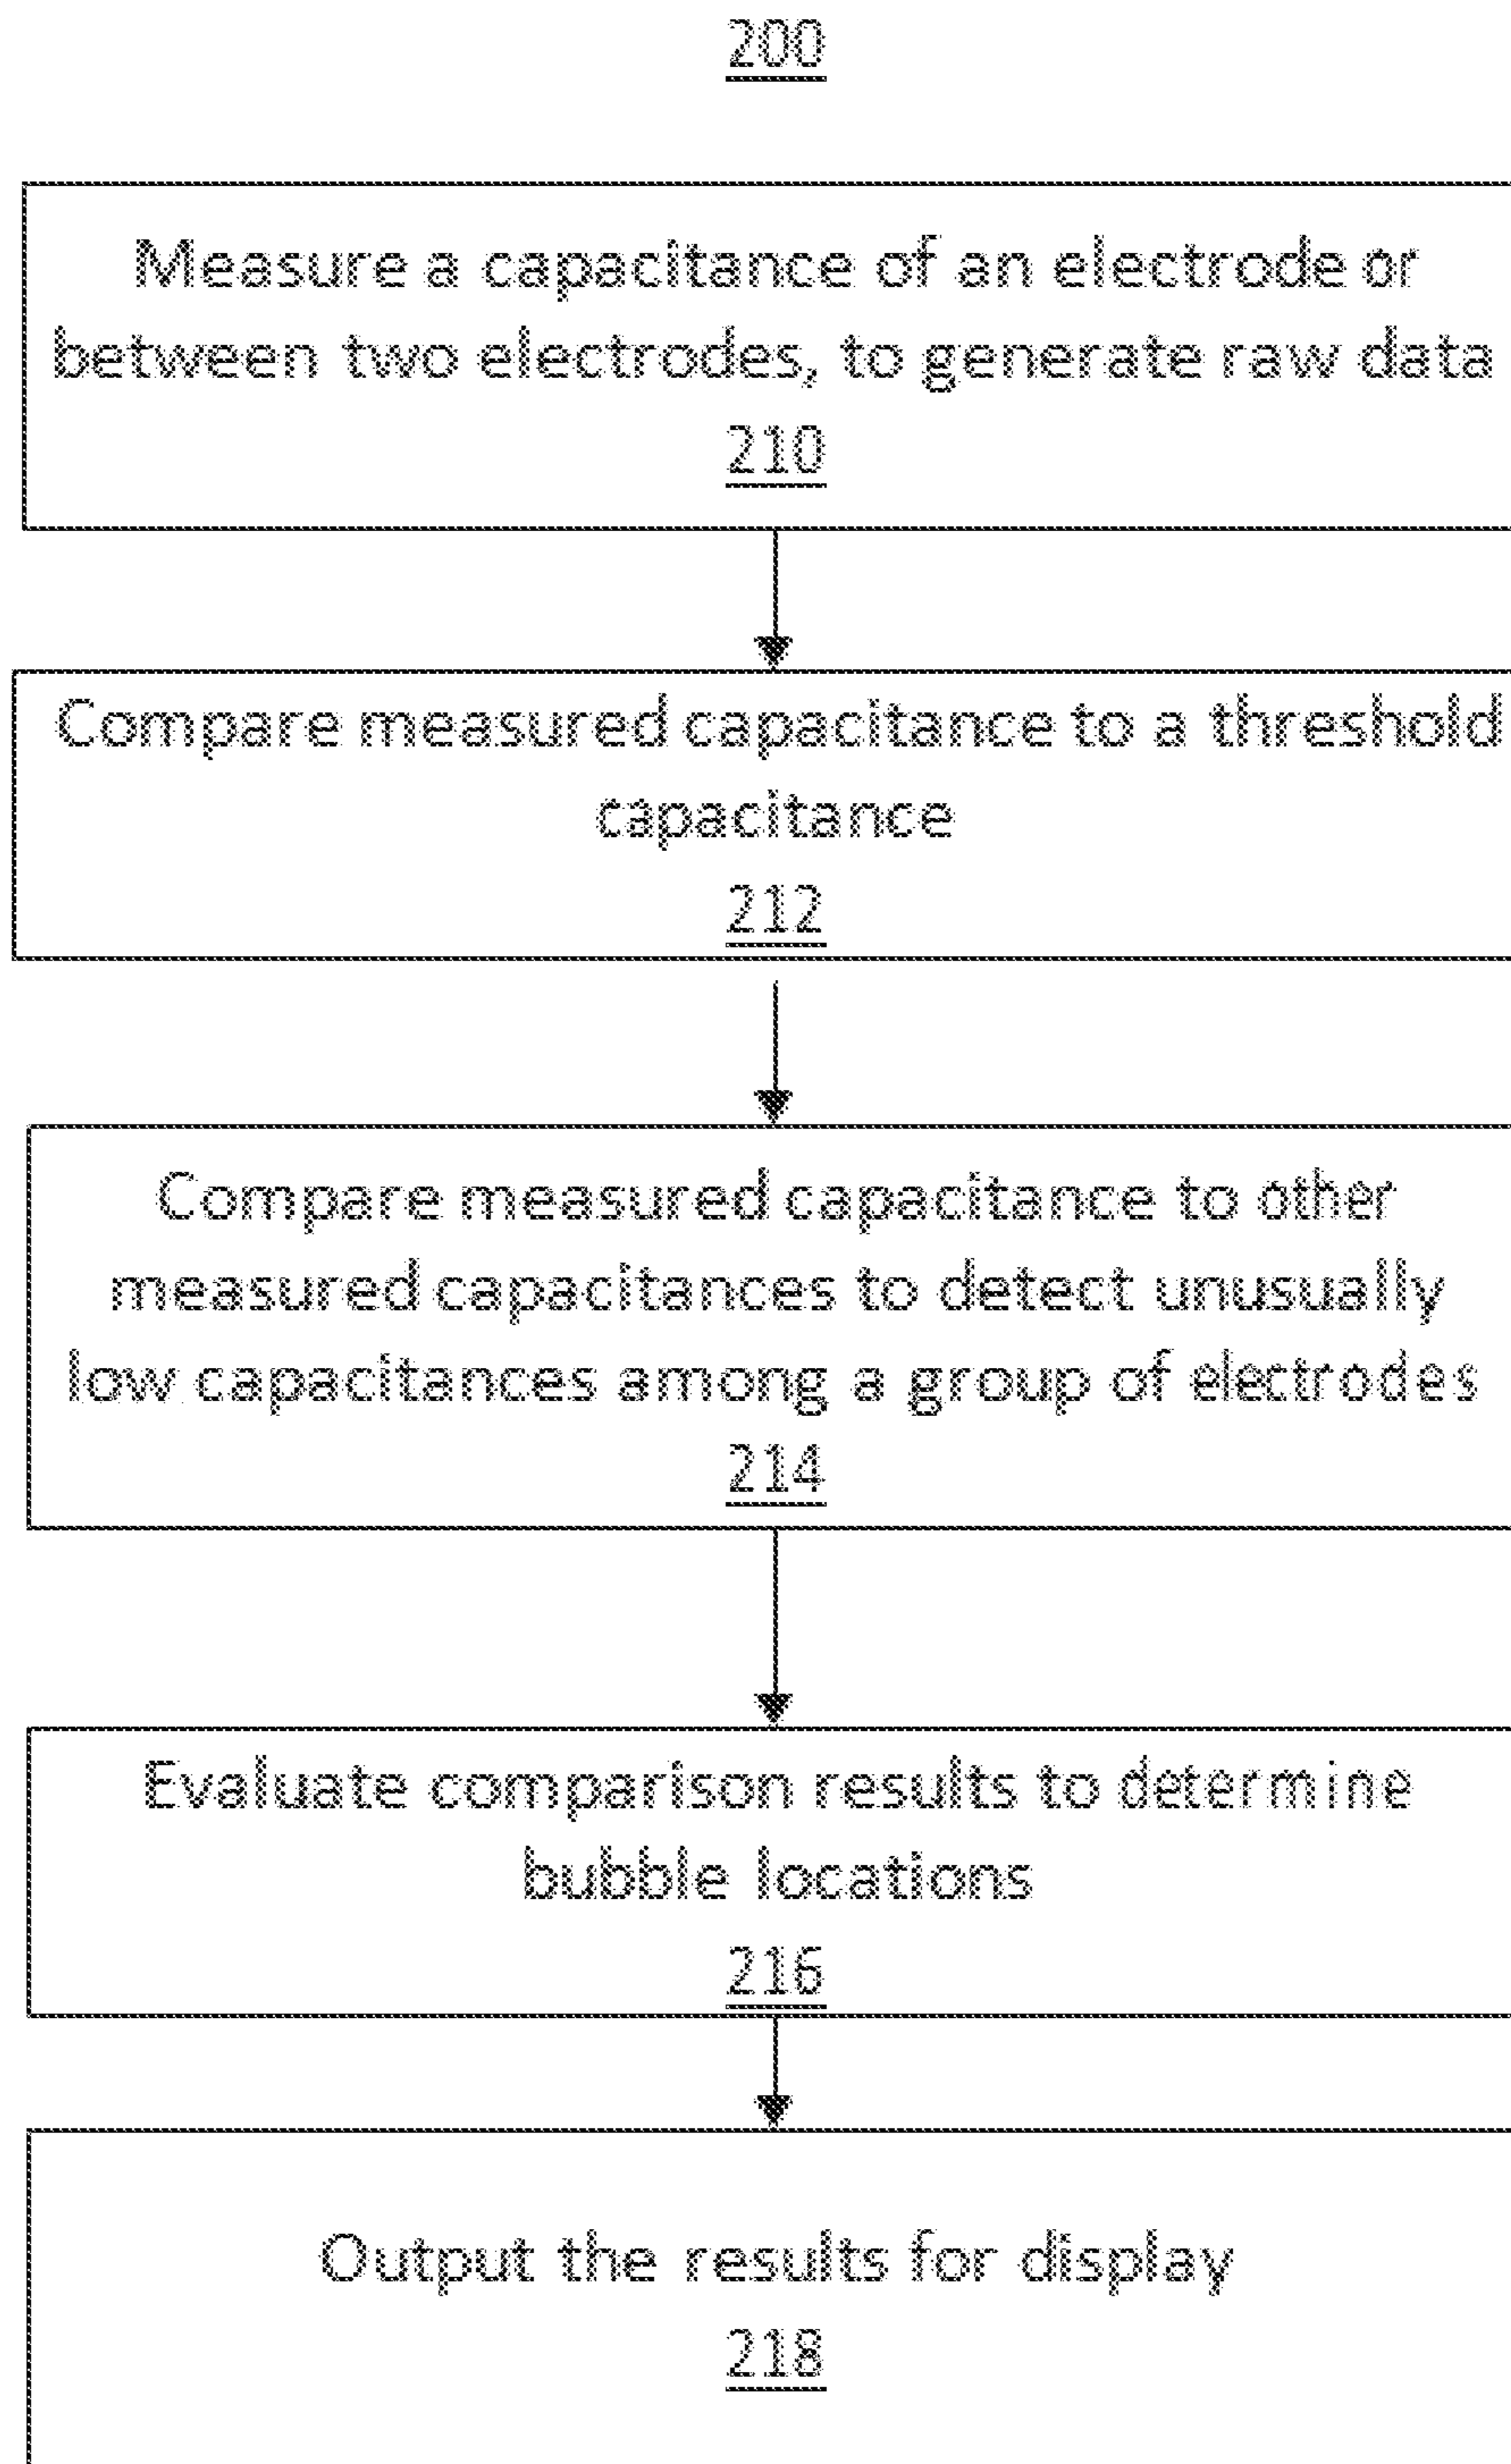 200
Measure a capacitance of an electrode or
between two electrodes, to generate raw data
210
Compare measured capacitance to a threshold
capacitance
212
Compare measured capacitance to other
measured capacitances to detect unusually
low capacitances among a group of electrodes
214
Evaluate comparison results to determine
bubble locations
216
Output the results for display
218